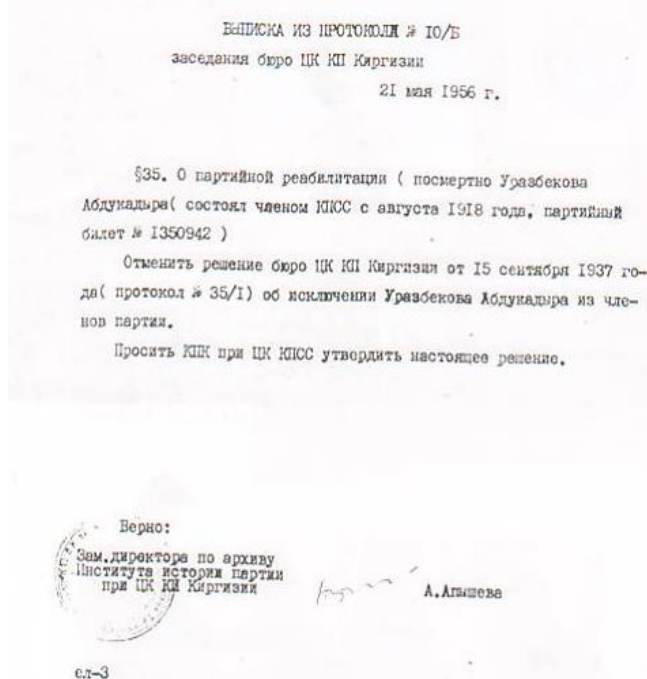 ВЫПИСКА ИЗ ПРОТОКОЛА № 10/Б
заседания бюро ЦК КП Киргизии
21 мая 1956 г.
§35. О партийной реабилитации ( посмертно Уразбекова
Абдукадыра( состоял членом КПСС с августа 1918 года, партийный
билет № 1350942 )
Отменить решение бюро ЦК КП Киргизии от 15 сентября 1937 го-
да( протокол № 35/1) об исключении Уразбекова Абдукадыра из чле-
нов партии.
Просить КПК при ЦК КПСС утвердить настоящее решение.
Верно:
Зам.директора по архиву
Института истории партии
при ЦК КП Киргизии
А.Апышева
ел-3